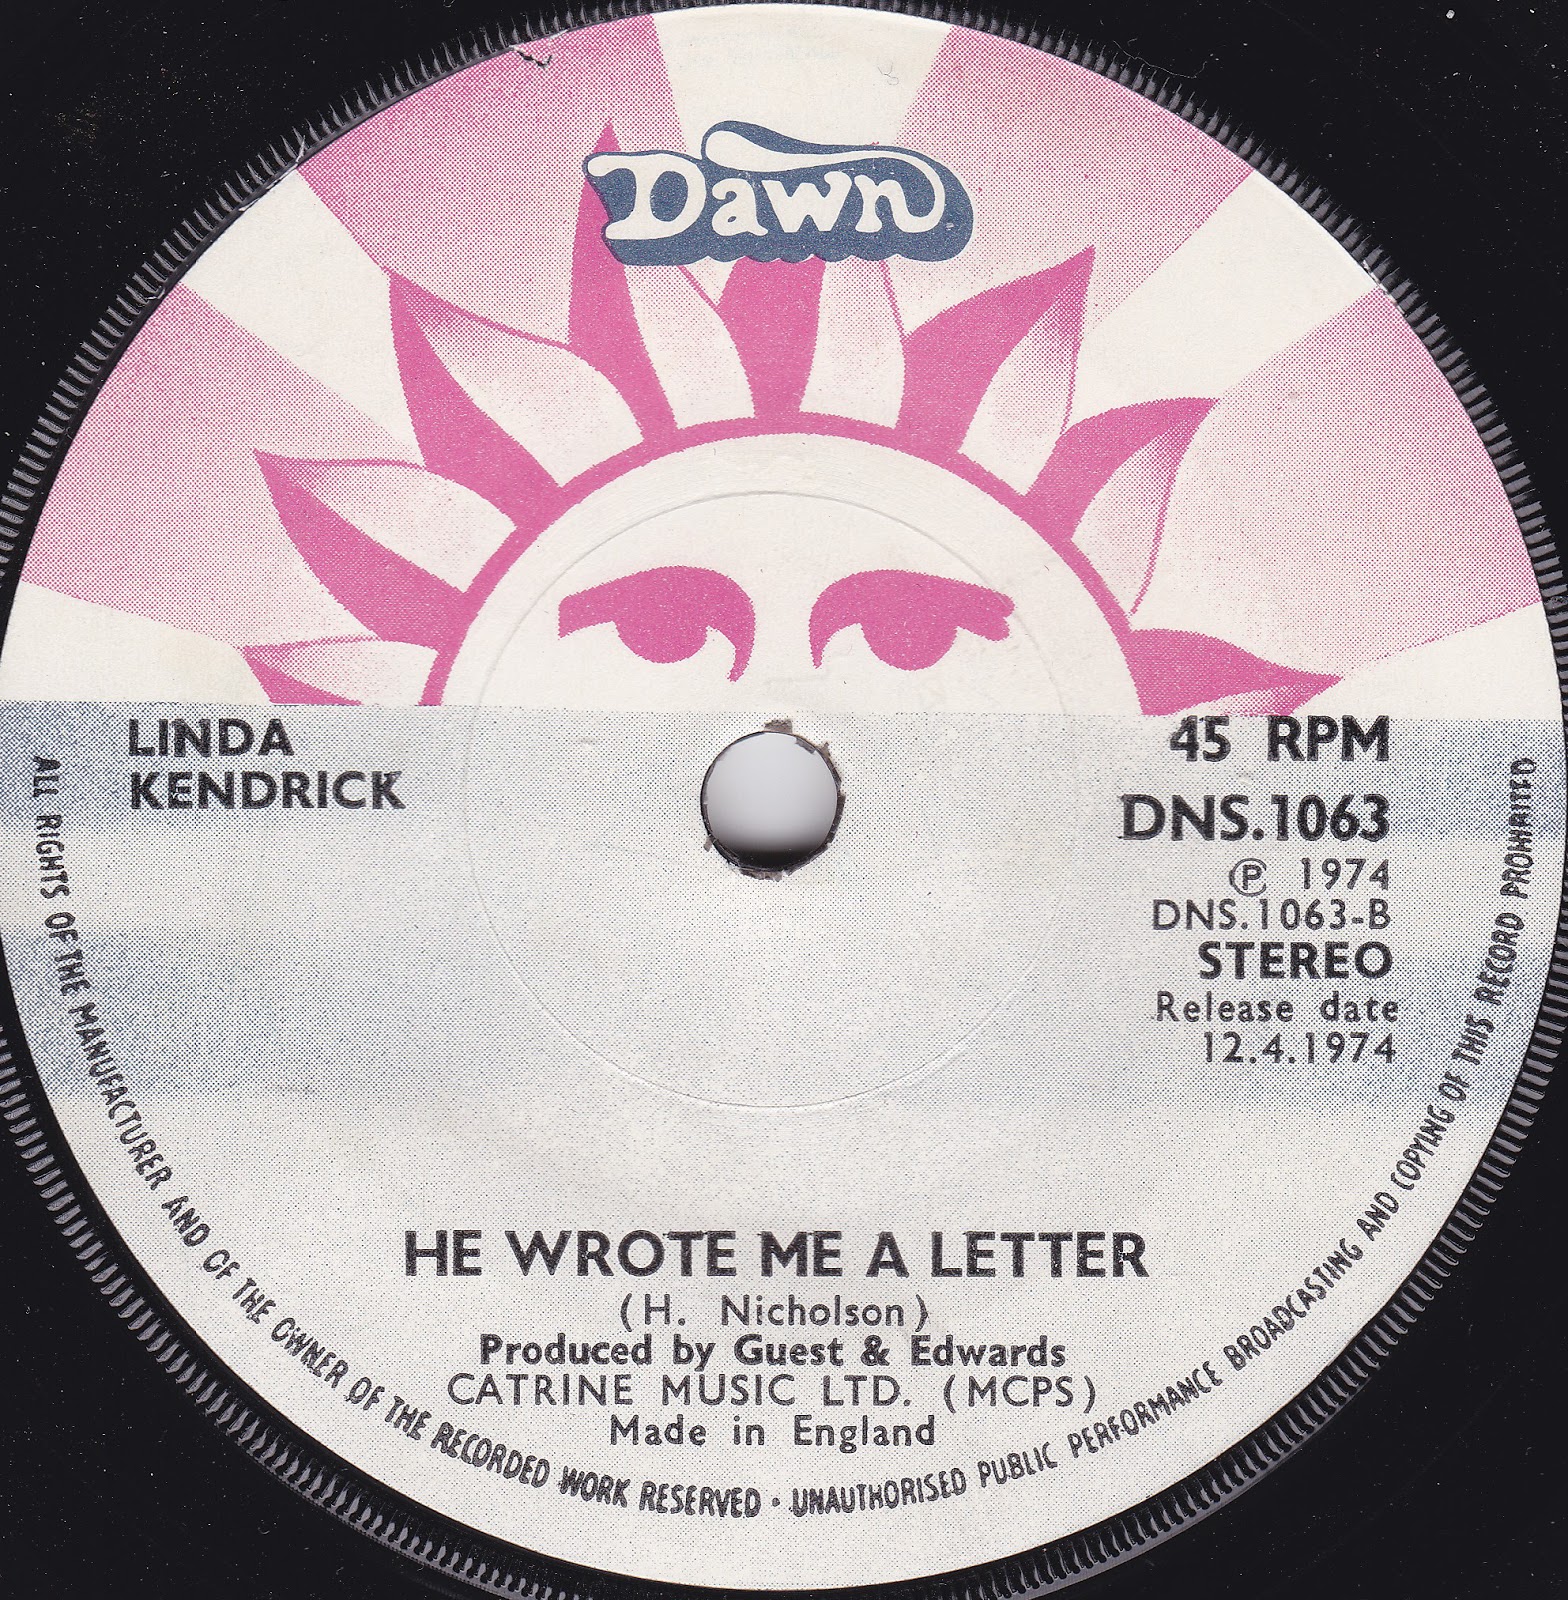 Dawn
LINDA
KENDRICK
45 RPM
DNS.1063
℗ 1974
DNS.1063-B
STEREO
Release date
12.4.1974
HE WROTE ME A LETTER
(H. Nicholson)
Produced by Guest & Edwards
CATRINE MUSIC LTD. (MCPS)
Made in England
ALL RIGHTS OF THE MANUFACTURER AND OF THE OWNER OF THE RECORDED WORK RESERVED · UNAUTHORISED PUBLIC PERFORMANCE BROADCASTING AND COPYING OF THIS RECORD PROHIBITED